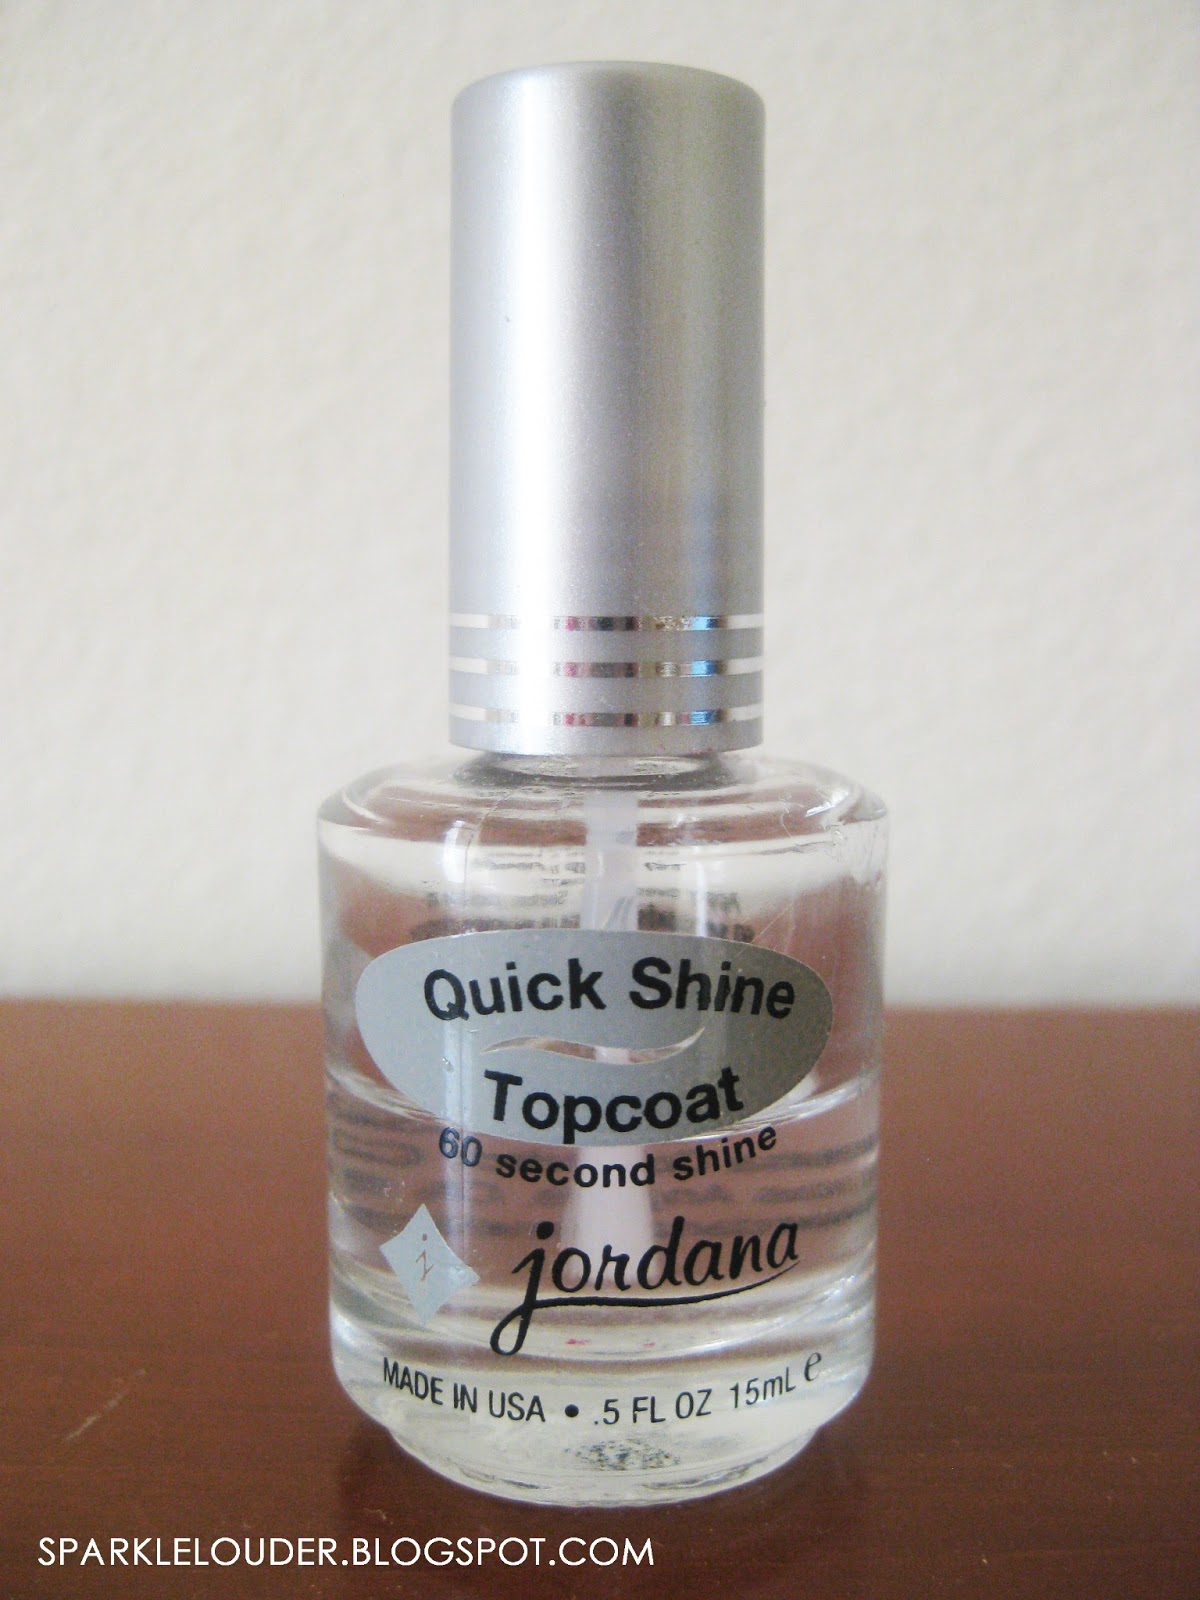 Quick Shine
Topcoat
60 second shine
j
jordana
MADE IN USA • .5 FL OZ 15mL ℮
SPARKLELOUDER.BLOGSPOT.COM